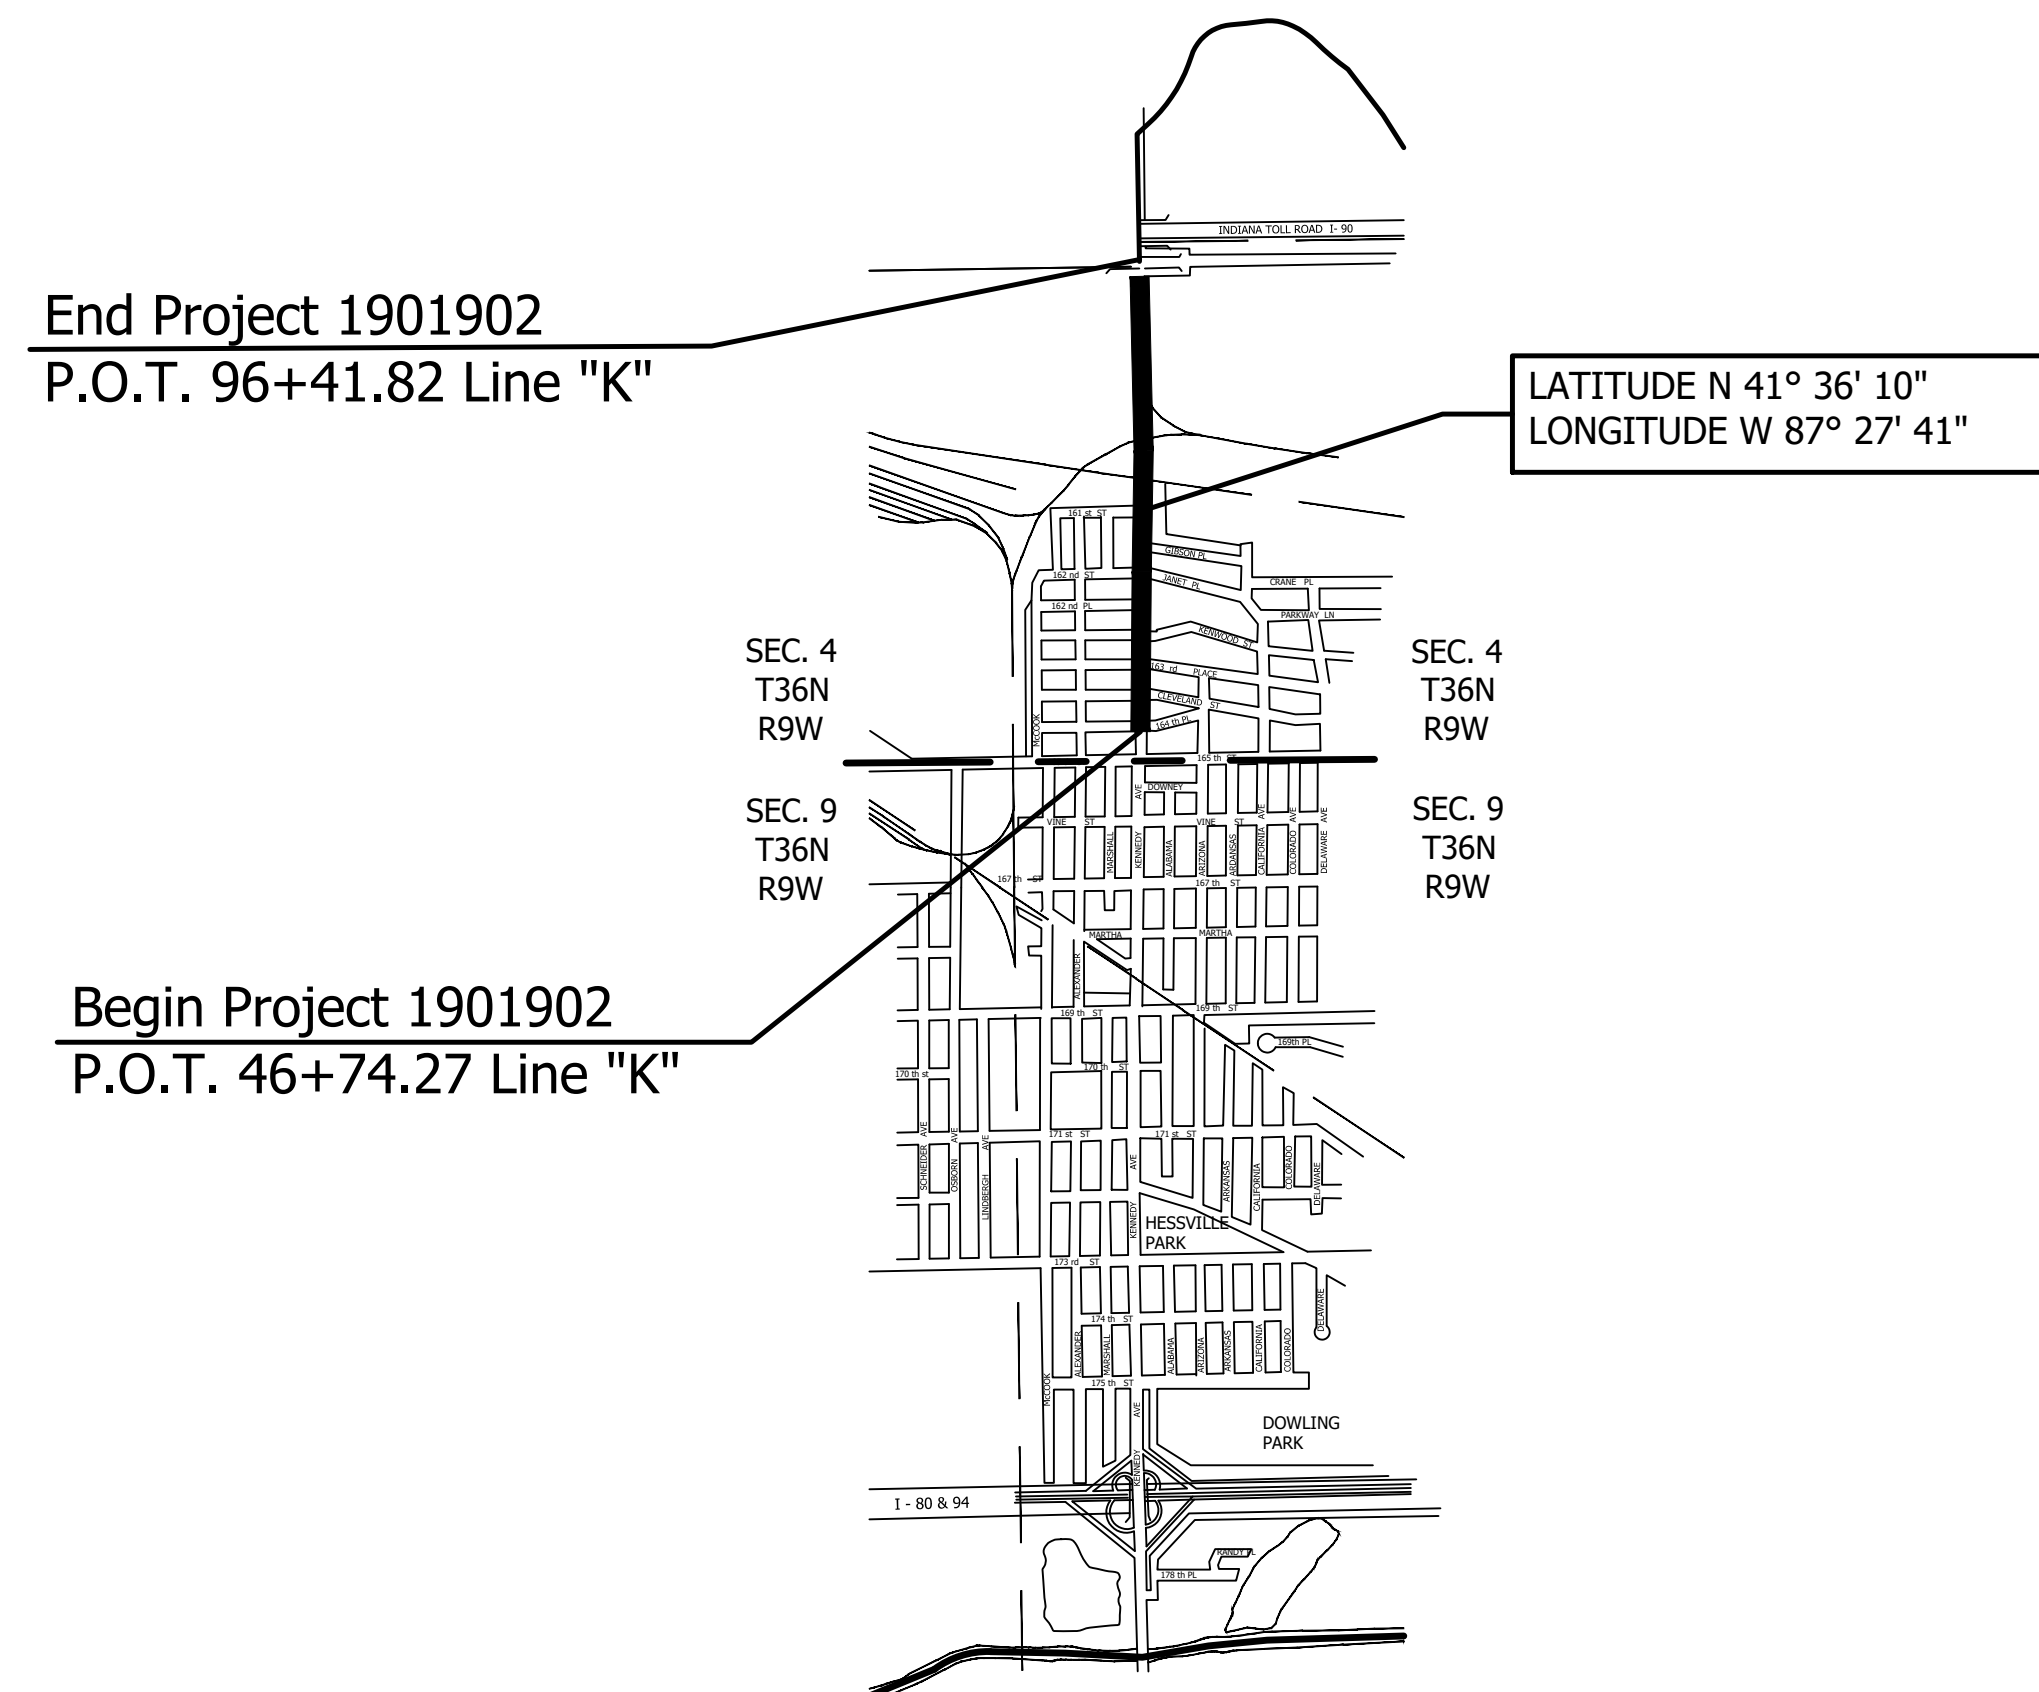 INDIANA TOLL ROAD I- 90
End Project 1901902
P.O.T. 96+41.82 Line "K"
LATITUDE N 41° 36' 10"
LONGITUDE W 87° 27' 41"
161 st ST
GIBSON PL
162 nd ST
JANET PL
CRANE PL
162 nd PL
PARKWAY LN
KENWOOD ST
SEC. 4
T36N
R9W
SEC. 4
T36N
R9W
163 rd PLACE
CLEVELAND ST
164 th PL
McCOOK
165 th ST
SEC. 9
T36N
R9W
SEC. 9
T36N
R9W
DOWNEY
VINE ST
VINE ST
MARSHALL
KENNEDY AVE
ALABAMA
ARIZONA
ARDANSAS
CALIFORNIA AVE
COLORADO AVE
DELAWARE AVE
167 th ST
167 th ST
MARTHA
MARTHA
ALEXANDER
Begin Project 1901902
P.O.T. 46+74.27 Line "K"
169 th ST
169 th ST
169th PL
170 th st
170 th ST
171 st ST
171 st ST
SCHNEIDER AVE
OSBORN AVE
LINDBERGH AVE
KENNEDY AVE
ARKANSAS
CALIFORNIA
COLORADO
DELAWARE
HESSVILLE
PARK
173 rd ST
174 th ST
DELAWARE
McCOOK
ALEXANDER
MARSHALL
ALABAMA
ARIZONA
ARKANSAS
CALIFORNIA
COLORADO
175 th ST
KENNEDY AVE
DOWLING
PARK
I - 80 & 94
RANDY PL
178 th PL